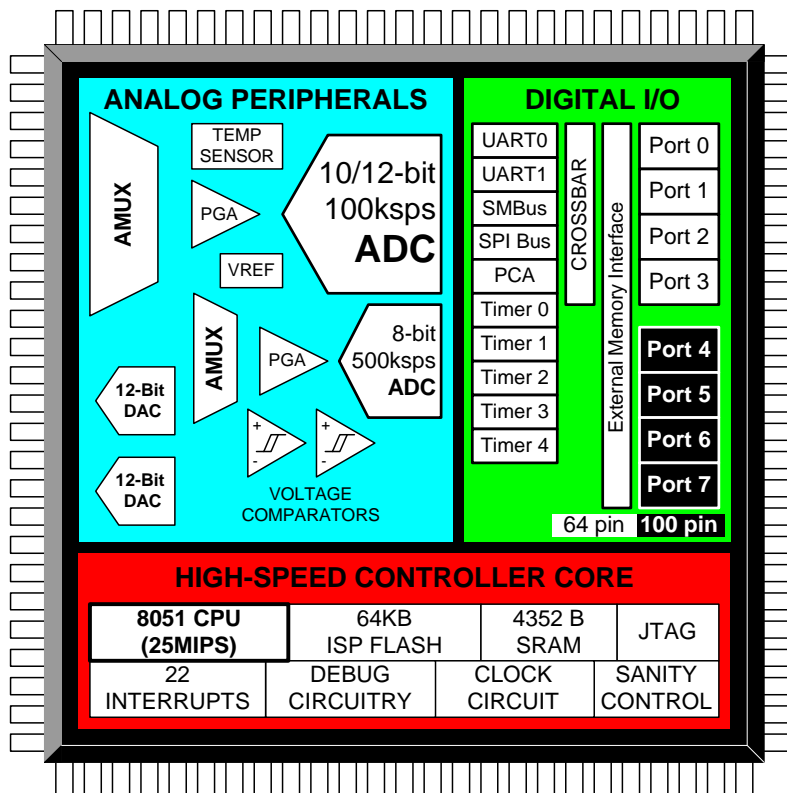 ANALOG PERIPHERALS
AMUX
TEMP
SENSOR
PGA
VREF
10/12-bit
100ksps
ADC
AMUX
PGA
8-bit
500ksps
ADC
12-Bit
DAC
12-Bit
DAC
+
-
+
-
VOLTAGE
COMPARATORS
DIGITAL I/O
UART0
UART1
SMBus
SPI Bus
PCA
Timer 0
Timer 1
Timer 2
Timer 3
Timer 4
CROSSBAR
External Memory Interface
Port 0
Port 1
Port 2
Port 3
Port 4
Port 5
Port 6
Port 7
64 pin 100 pin
HIGH-SPEED CONTROLLER CORE
8051 CPU
(25MIPS)
64KB
ISP FLASH
4352 B
SRAM
JTAG
22
INTERRUPTS
DEBUG
CIRCUITRY
CLOCK
CIRCUIT
SANITY
CONTROL